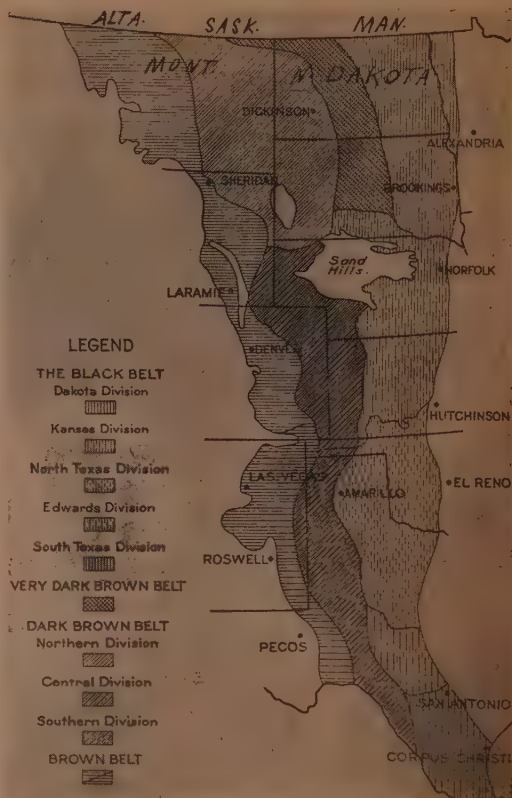 ALTA. SASK. MAN.
MONT. N. DAKOTA
DICKINSON
ALEXANDRIA
SHERIDAN
BROOKINGS
Sand
Hills.
NORFOLK
LARAMIE
DENVER
HUTCHINSON
LAS VEGAS
AMARILLO
EL RENO
ROSWELL
PECOS
SAN ANTONIO
CORPUS CHRISTI
LEGEND
THE BLACK BELT
Dakota Division
Kansas Division
North Texas Division
Edwards Division
South Texas Division
VERY DARK BROWN BELT
DARK BROWN BELT
Northern Division
Central Division
Southern Division
BROWN BELT